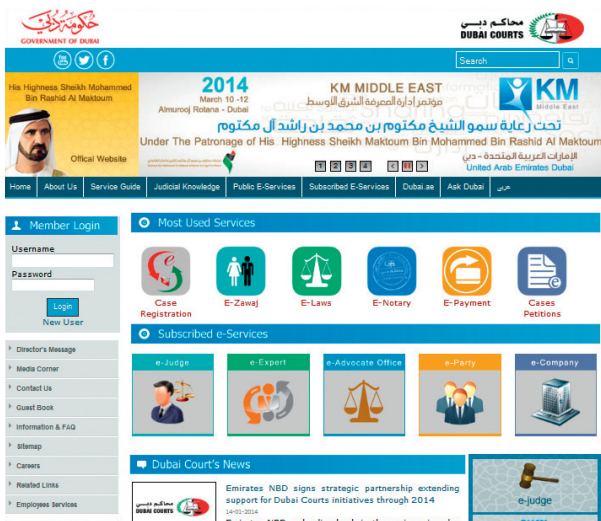 حكومة دبي
GOVERNMENT OF DUBAI
محاكم دبي
DUBAI COURTS
Search
His Highness Sheikh Mohammed
Bin Rashid Al Maktoum
Offical Website
2014
March 10 -12
Almurooj Rotana - Dubai
KM MIDDLE EAST
مؤتمر إدارة المعرفة الشرق الأوسط
KM
Middle East
تحت رعاية سمو الشيخ مكتوم بن محمد بن راشد آل مكتوم
Under The Patronage of His Highness Sheikh Maktoum Bin Mohammed Bin Rashid Al Maktoum
الإمارات العربية المتحدة - دبي
United Arab Emirates Dubai
1 2 3 4 < || >
Home About Us Service Guide Judicial Knowledge Public E-Services Subscribed E-Services Dubai.ae Ask Dubai عربي
Member Login
Username
Password
Login
New User
Director's Message
Media Corner
Contact Us
Guest Book
Information & FAQ
Sitemap
Careers
Related Links
Employees Services
Most Used Services
Case Registration
E-Zawaj
E-Laws
E-Notary
E-Payment
Cases Petitions
Subscribed e-Services
e-Judge
e-Expert
e-Advocate Office
e-Party
e-Company
Dubai Court's News
محاكم دبي
DUBAI COURTS
Emirates NBD signs strategic partnership extending
support for Dubai Courts initiatives through 2014
14-01-2014
e-judge